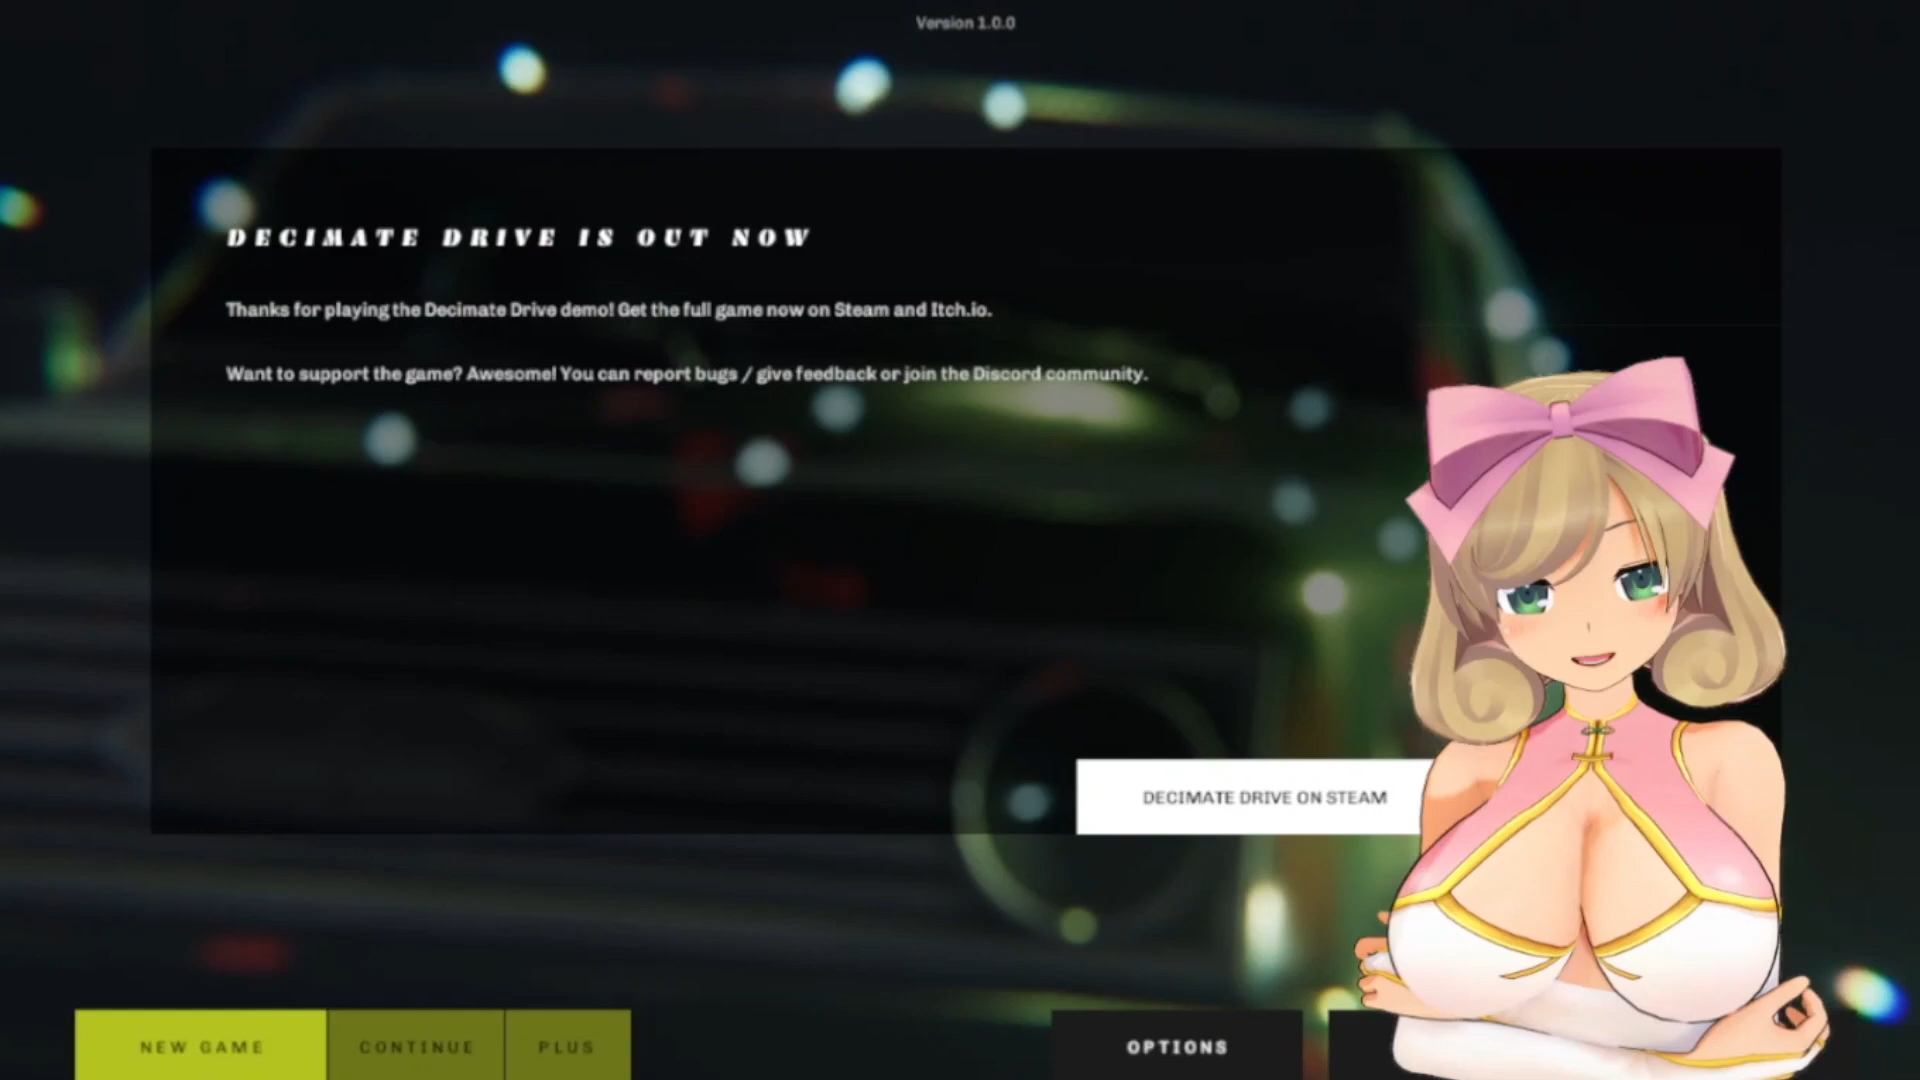 Version 1.0.0
DECIMATE DRIVE IS OUT NOW
Thanks for playing the Decimate Drive demo! Get the full game now on Steam and Itch.io.
Want to support the game? Awesome! You can report bugs / give feedback or join the Discord community.
DECIMATE DRIVE ON STEAM
NEW GAME
CONTINUE
PLUS
OPTIONS